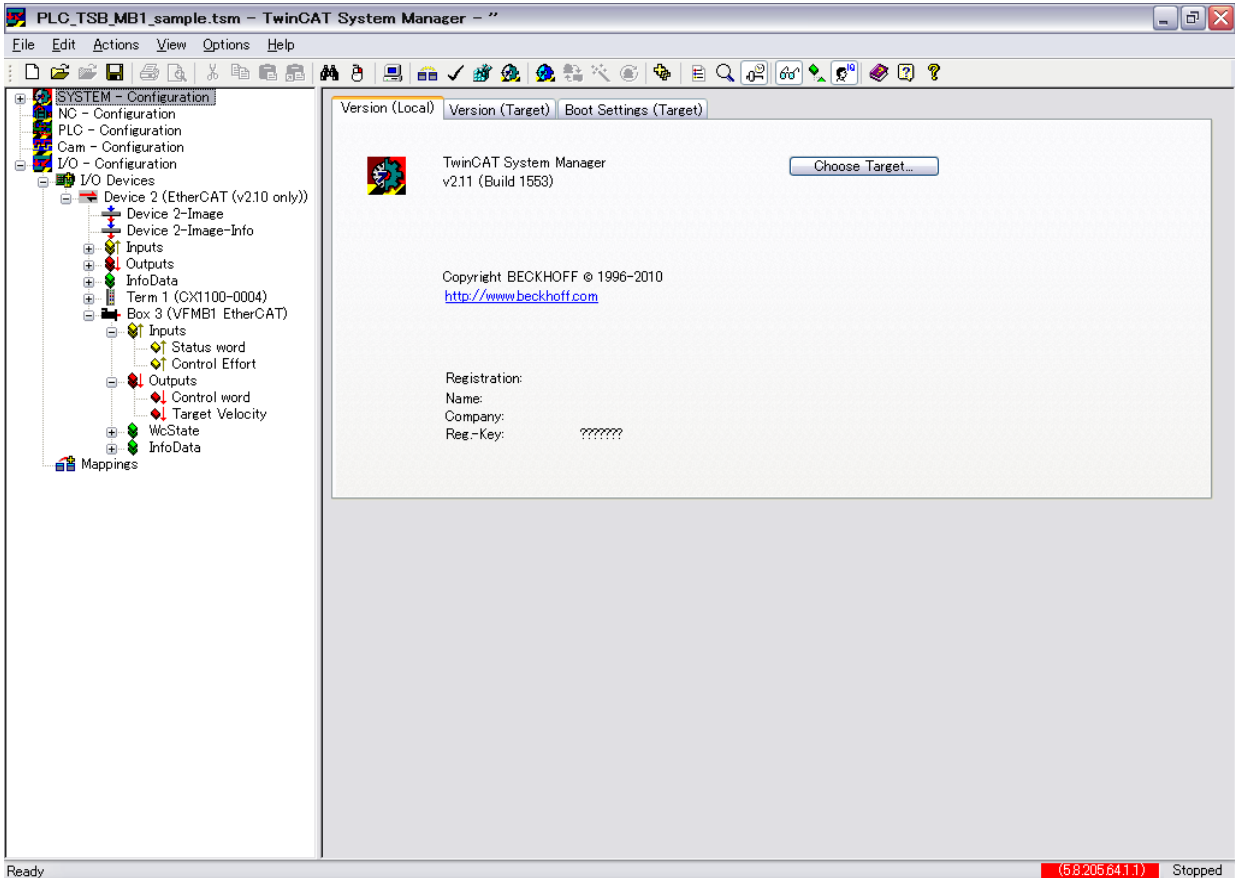 PLC_TSB_MB1_sample.tsm - TwinCAT System Manager - ''
File Edit Actions View Options Help
SYSTEM - Configuration
NC - Configuration
PLC - Configuration
Cam - Configuration
I/O - Configuration
I/O Devices
Device 2 (EtherCAT (v2.10 only))
Device 2-Image
Device 2-Image-Info
Inputs
Outputs
InfoData
Term 1 (CX1100-0004)
Box 3 (VFMB1 EtherCAT)
Inputs
Status word
Control Effort
Outputs
Control word
Target Velocity
WcState
InfoData
Mappings
Version (Local) Version (Target) Boot Settings (Target)
TwinCAT System Manager
v2.11 (Build 1553)
Choose Target...
Copyright BECKHOFF © 1996-2010
http://www.beckhoff.com
Registration:
Name:
Company:
Reg.-Key: ???????
Ready (5.8.205.64.1.1) Stopped